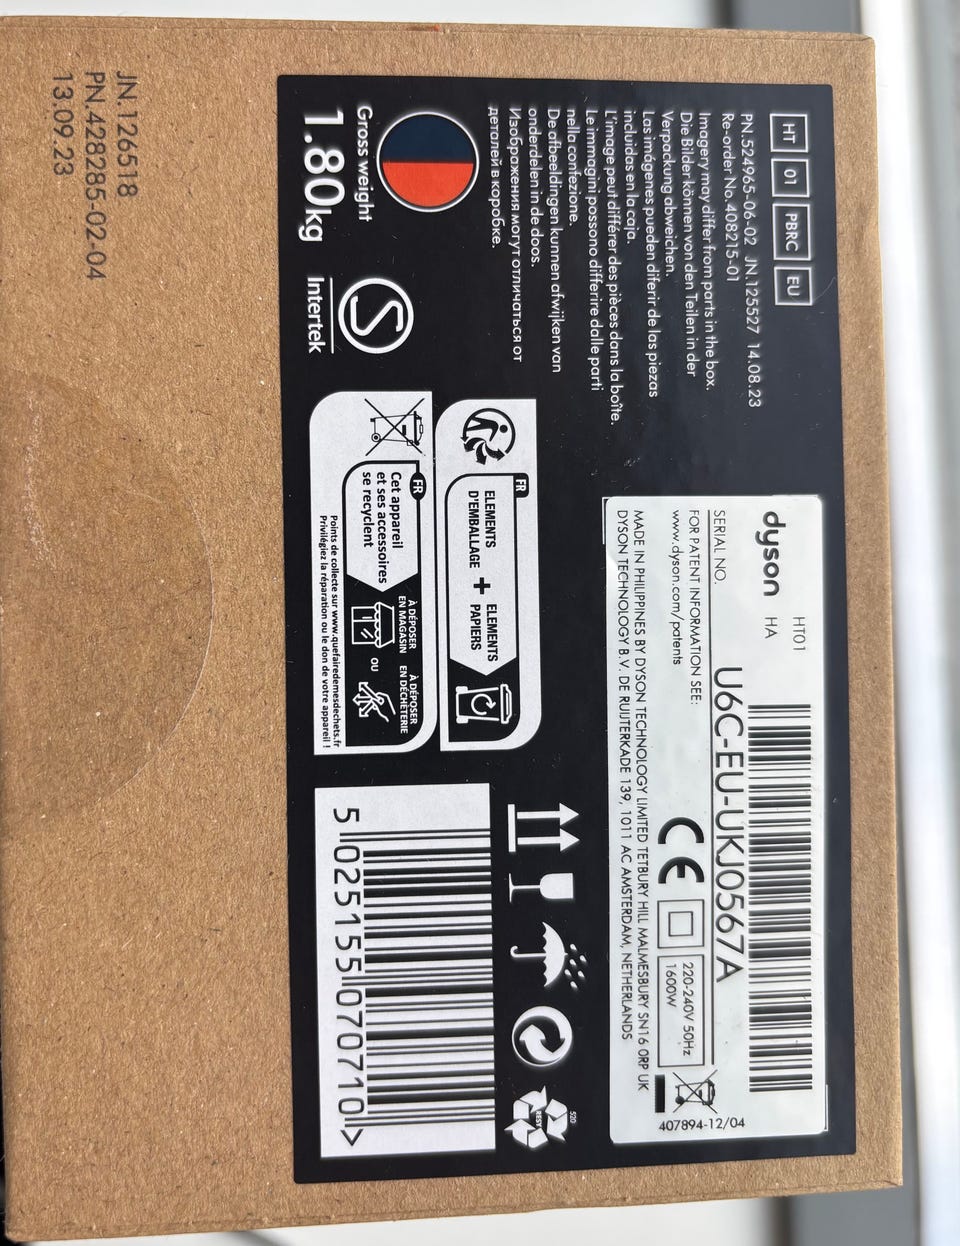 HT 01 PBRC EU
PN.524965-06-02 JN.125527 14.08.23
Re-order No.408215-01
Imagery may differ from parts in the box.
Die Bilder können von den Teilen in der
Verpackung abweichen.
Las imágenes pueden diferir de las piezas
incluidas en la caja.
L'image peut différer des pièces dans la boîte.
Le immagini possono differire dalle parti
nella confezione.
De afbeeldingen kunnen afwijken van
onderdelen in de doos.
Изображения могут отличаться от
деталей в коробке.
Gross weight
1.80kg
Intertek
dyson
HT01
HA
SERIAL NO.
U6C-EU-UKJ0567A
FOR PATENT INFORMATION SEE:
www.dyson.com/patents
CE
220-240V 50Hz
1600W
407894-12/04
MADE IN PHILIPPINES BY DYSON TECHNOLOGY LIMITED TETBURY HILL MALMESBURY SN16 0RP UK
DYSON TECHNOLOGY B.V. DE RUIJTERKADE 139, 1011 AC AMSTERDAM, NETHERLANDS
FR
ELEMENTS
D'EMBALLAGE
+
ELEMENTS
PAPIERS
FR
Cet appareil
et ses accessoires
se recyclent
À DÉPOSER
EN MAGASIN
OU
À DÉPOSER
EN DÉCHÈTERIE
Points de collecte sur www.quefairedemesdechets.fr
Privilégiez la réparation ou le don de votre appareil !
520
RESY
5 025155 070710 >
JN.126518
PN.428285-02-04
13.09.23